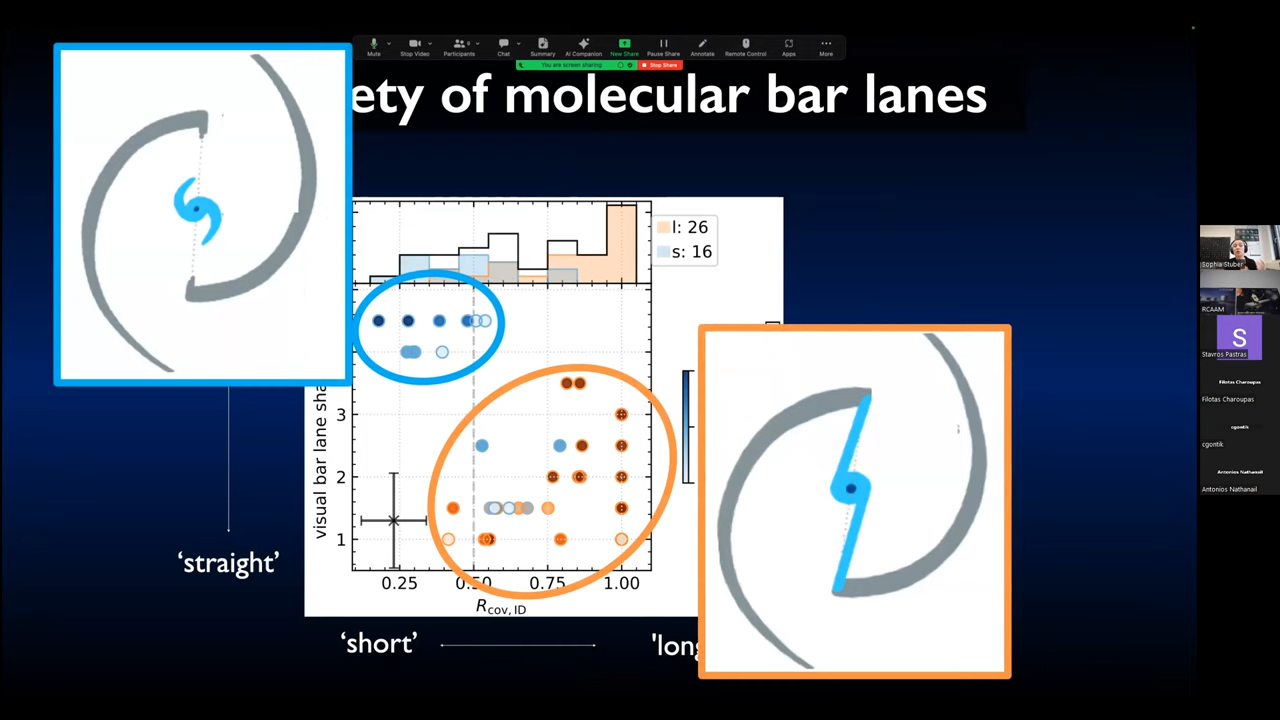 Mute
Stop Video
Participants
9
Chat
Summary
AI Companion
New Share
Pause Share
Annotate
Remote Control
Apps
More
You are screen sharing
Stop Share
ety of molecular bar lanes
l: 26
s: 16
visual bar lane sha
3
2
1
0.25
0.50
0.75
1.00
Rcov, ID
'straight'
'short'
'long
Sophia Stuber
RCAAM
S
Stavros Pastras
Filotas Charoupas
Filotas Charoupas
cgontik
cgontik
Antonios Nathanail
Antonios Nathanail